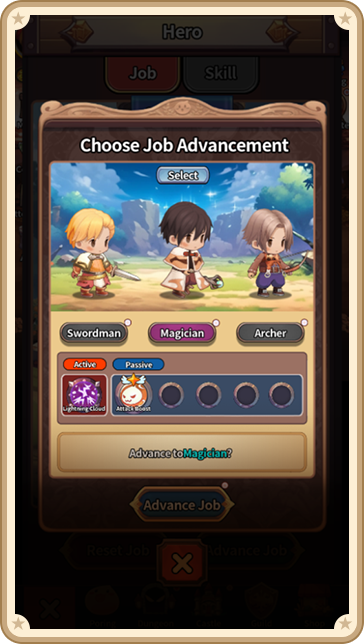 Hero
Job
Skill
Choose Job Advancement
Select
Swordman
Magician
Archer
Active
Passive
Lightning Cloud
Attack Boost
Advance toMagician?
Advance Job
Reset Job
Advance Job